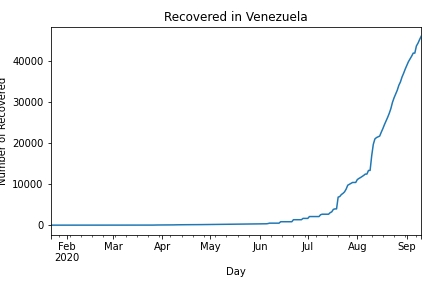 Recovered in Venezuela
Number of Recovered
40000
30000
20000
10000
0
Feb Mar Apr May Jun Jul Aug Sep
2020
Day